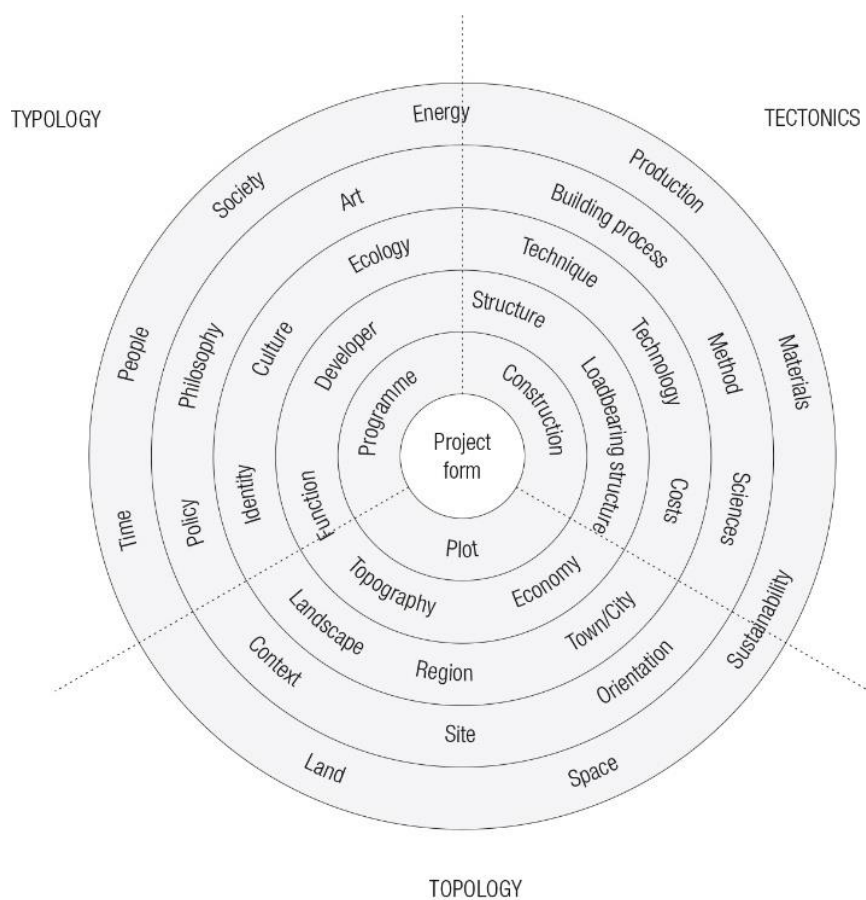 TYPOLOGY
TECTONICS
Energy
Society
Production
Art
Building process
Ecology
Technique
People
Philosophy
Culture
Developer
Structure
Technology
Method
Materials
Programme
Construction
Loadbearing structure
Project
form
Time
Policy
Identity
Function
Costs
Sciences
Plot
Topography
Economy
Sustainability
Landscape
Town/City
Context
Region
Orientation
Site
Land
Space
TOPOLOGY